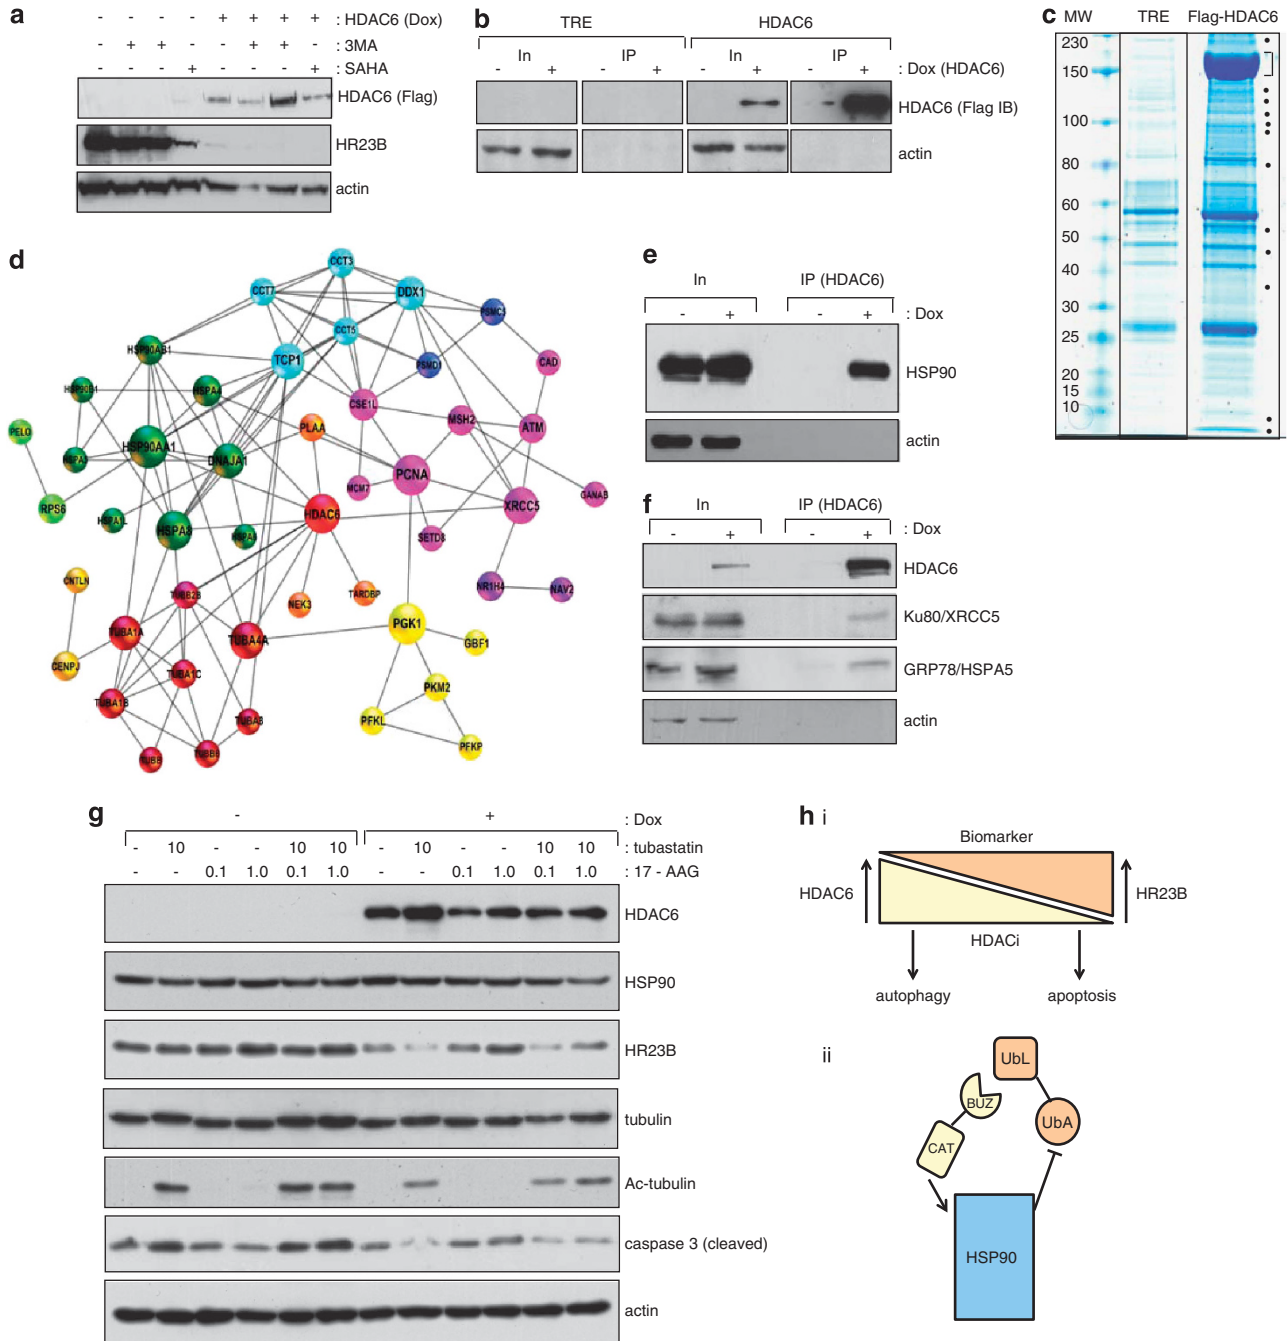 a
- - - - + + + + : HDAC6 (Dox)
- + + - - + + - : 3MA
- - - + - - - + : SAHA
HDAC6 (Flag)
HR23B
actin
b
TRE HDAC6
In IP In IP
- + - + - + - + : Dox (HDAC6)
HDAC6 (Flag IB)
actin
c MW TRE Flag-HDAC6
230
150
100
80
60
50
40
30
25
20
15
10
d
CCT3
CCT7
DDX1
PSMC3
CCT5
HSP90AB1
TCP1
PSMD1
CAD
HSP90B1
HSPA4
CSE1L
PELO
HSP90AA1
PLAA
MSH2
ATM
HSPA5
DNAJA1
PCNA
MCM7
GANAB
RPS6
HSPA1L
HSPA8
HDAC6
XRCC5
SETD8
CNTLN
TUBB2B
NEK3
TARDBP
NR1H4
NAV2
TUBA1A
TUBA4A
PGK1
GBF1
CENPJ
TUBA1C
PKM2
TUBA1B
PFKL
TUBB
PFKP
e
In IP (HDAC6)
- + - + : Dox
HSP90
actin
f
In IP (HDAC6)
- + - + : Dox
HDAC6
Ku80/XRCC5
GRP78/HSPA5
actin
g
- + : Dox
- 10 - - 10 10 - 10 - - 10 10 : tubastatin
- - 0.1 1.0 0.1 1.0 - - 0.1 1.0 0.1 1.0 : 17 - AAG
HDAC6
HSP90
HR23B
tubulin
Ac-tubulin
caspase 3 (cleaved)
actin
h i
Biomarker
HDAC6
HR23B
HDACi
autophagy apoptosis
ii
UbL
BUZ
UbA
CAT
HSP90